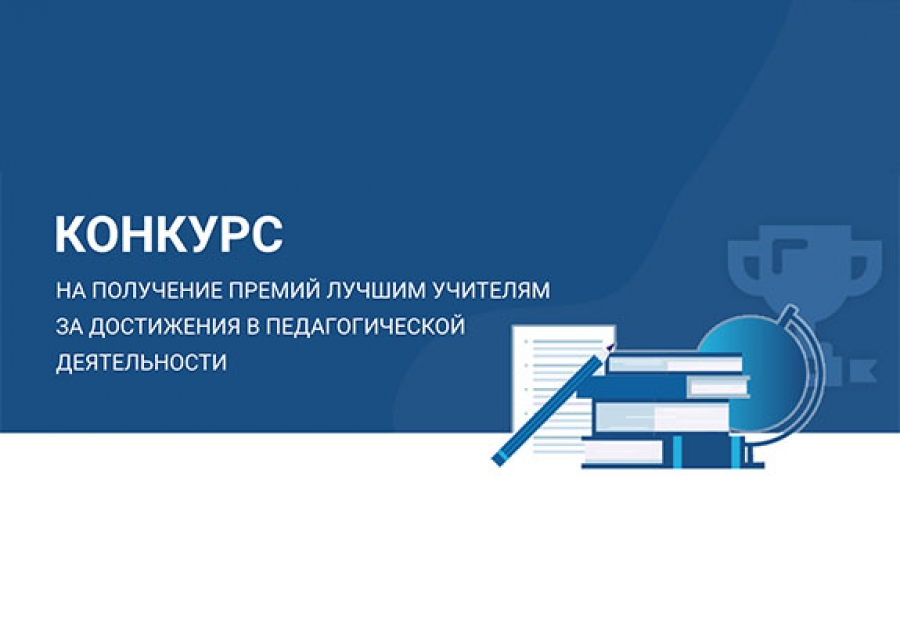 КОНКУРС
НА ПОЛУЧЕНИЕ ПРЕМИЙ ЛУЧШИМ УЧИТЕЛЯМ
ЗА ДОСТИЖЕНИЯ В ПЕДАГОГИЧЕСКОЙ
ДЕЯТЕЛЬНОСТИ